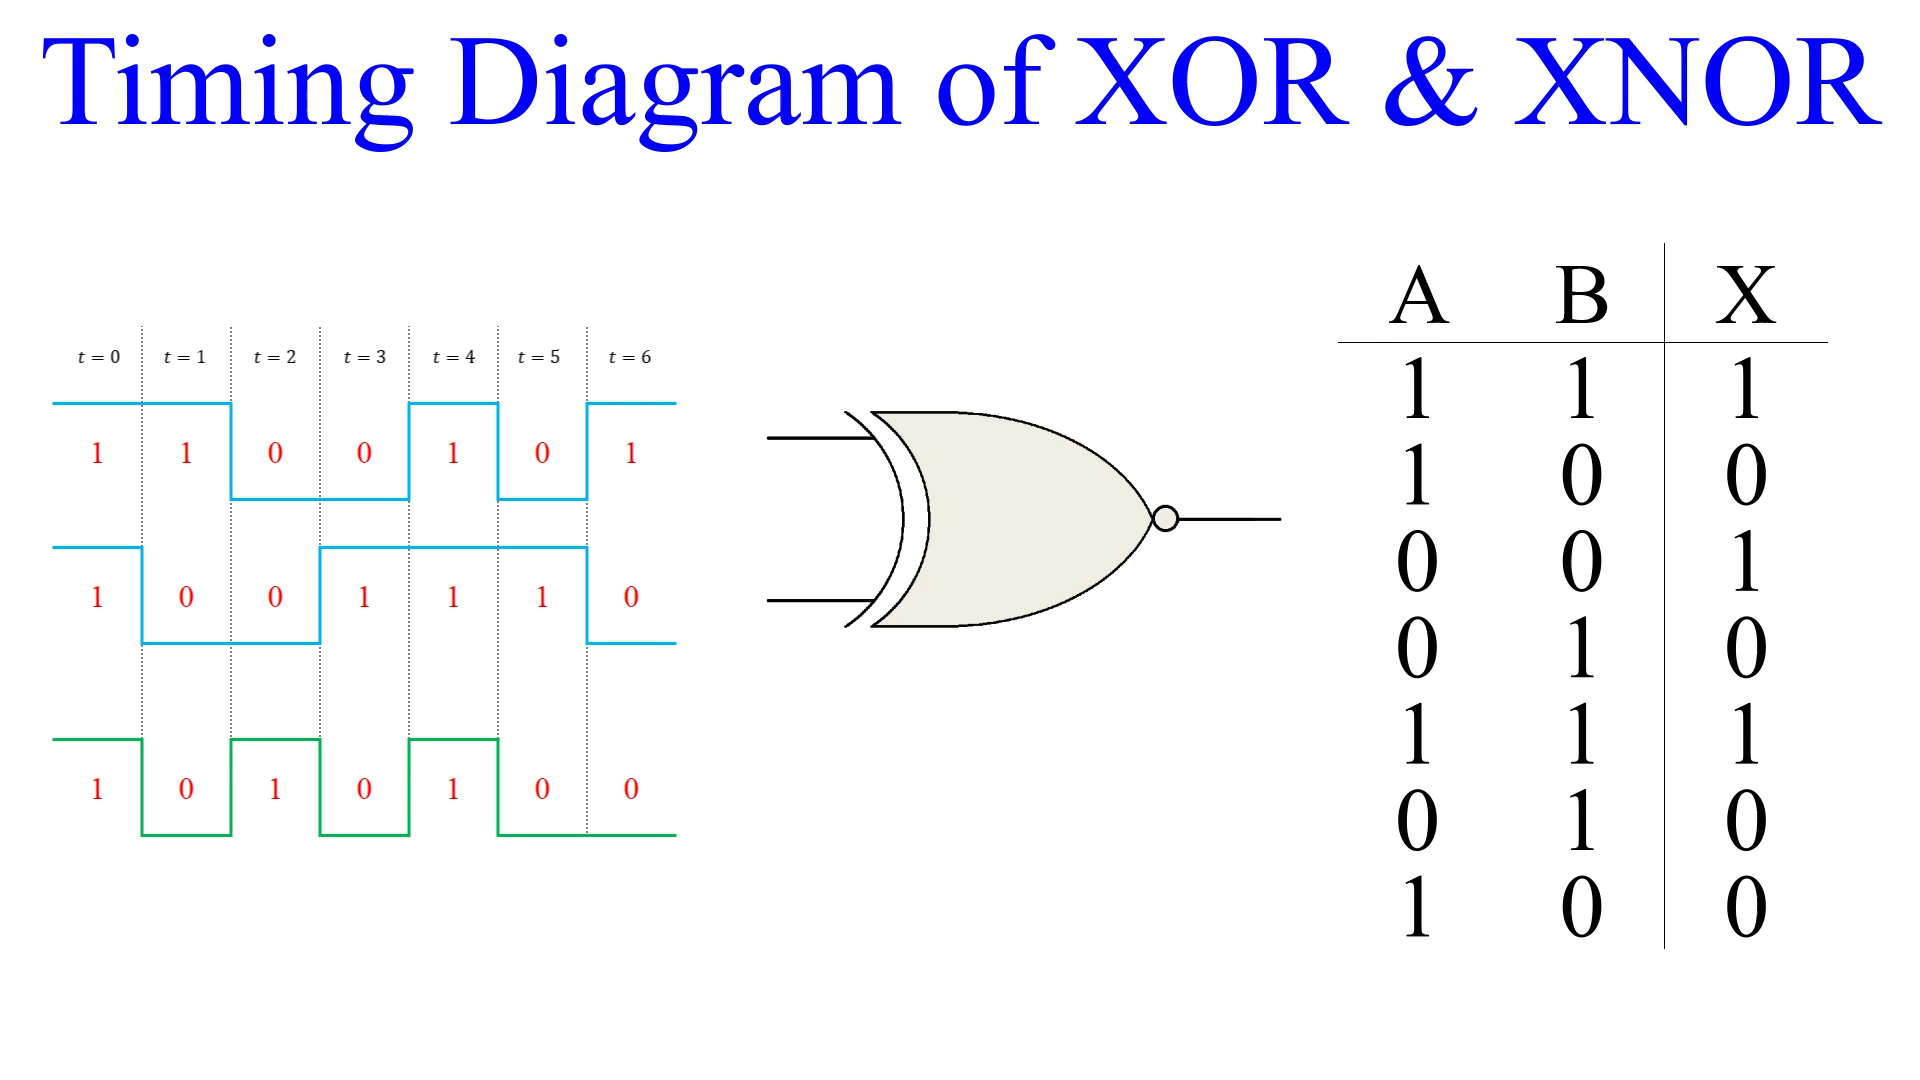 Timing Diagram of XOR & XNOR
t = 0 t = 1 t = 2 t = 3 t = 4 t = 5 t = 6
1 1 0 0 1 0 1
1 0 0 1 1 1 0
1 0 1 0 1 0 0
A B X
1 1 1
1 0 0
0 0 1
0 1 0
1 1 1
0 1 0
1 0 0